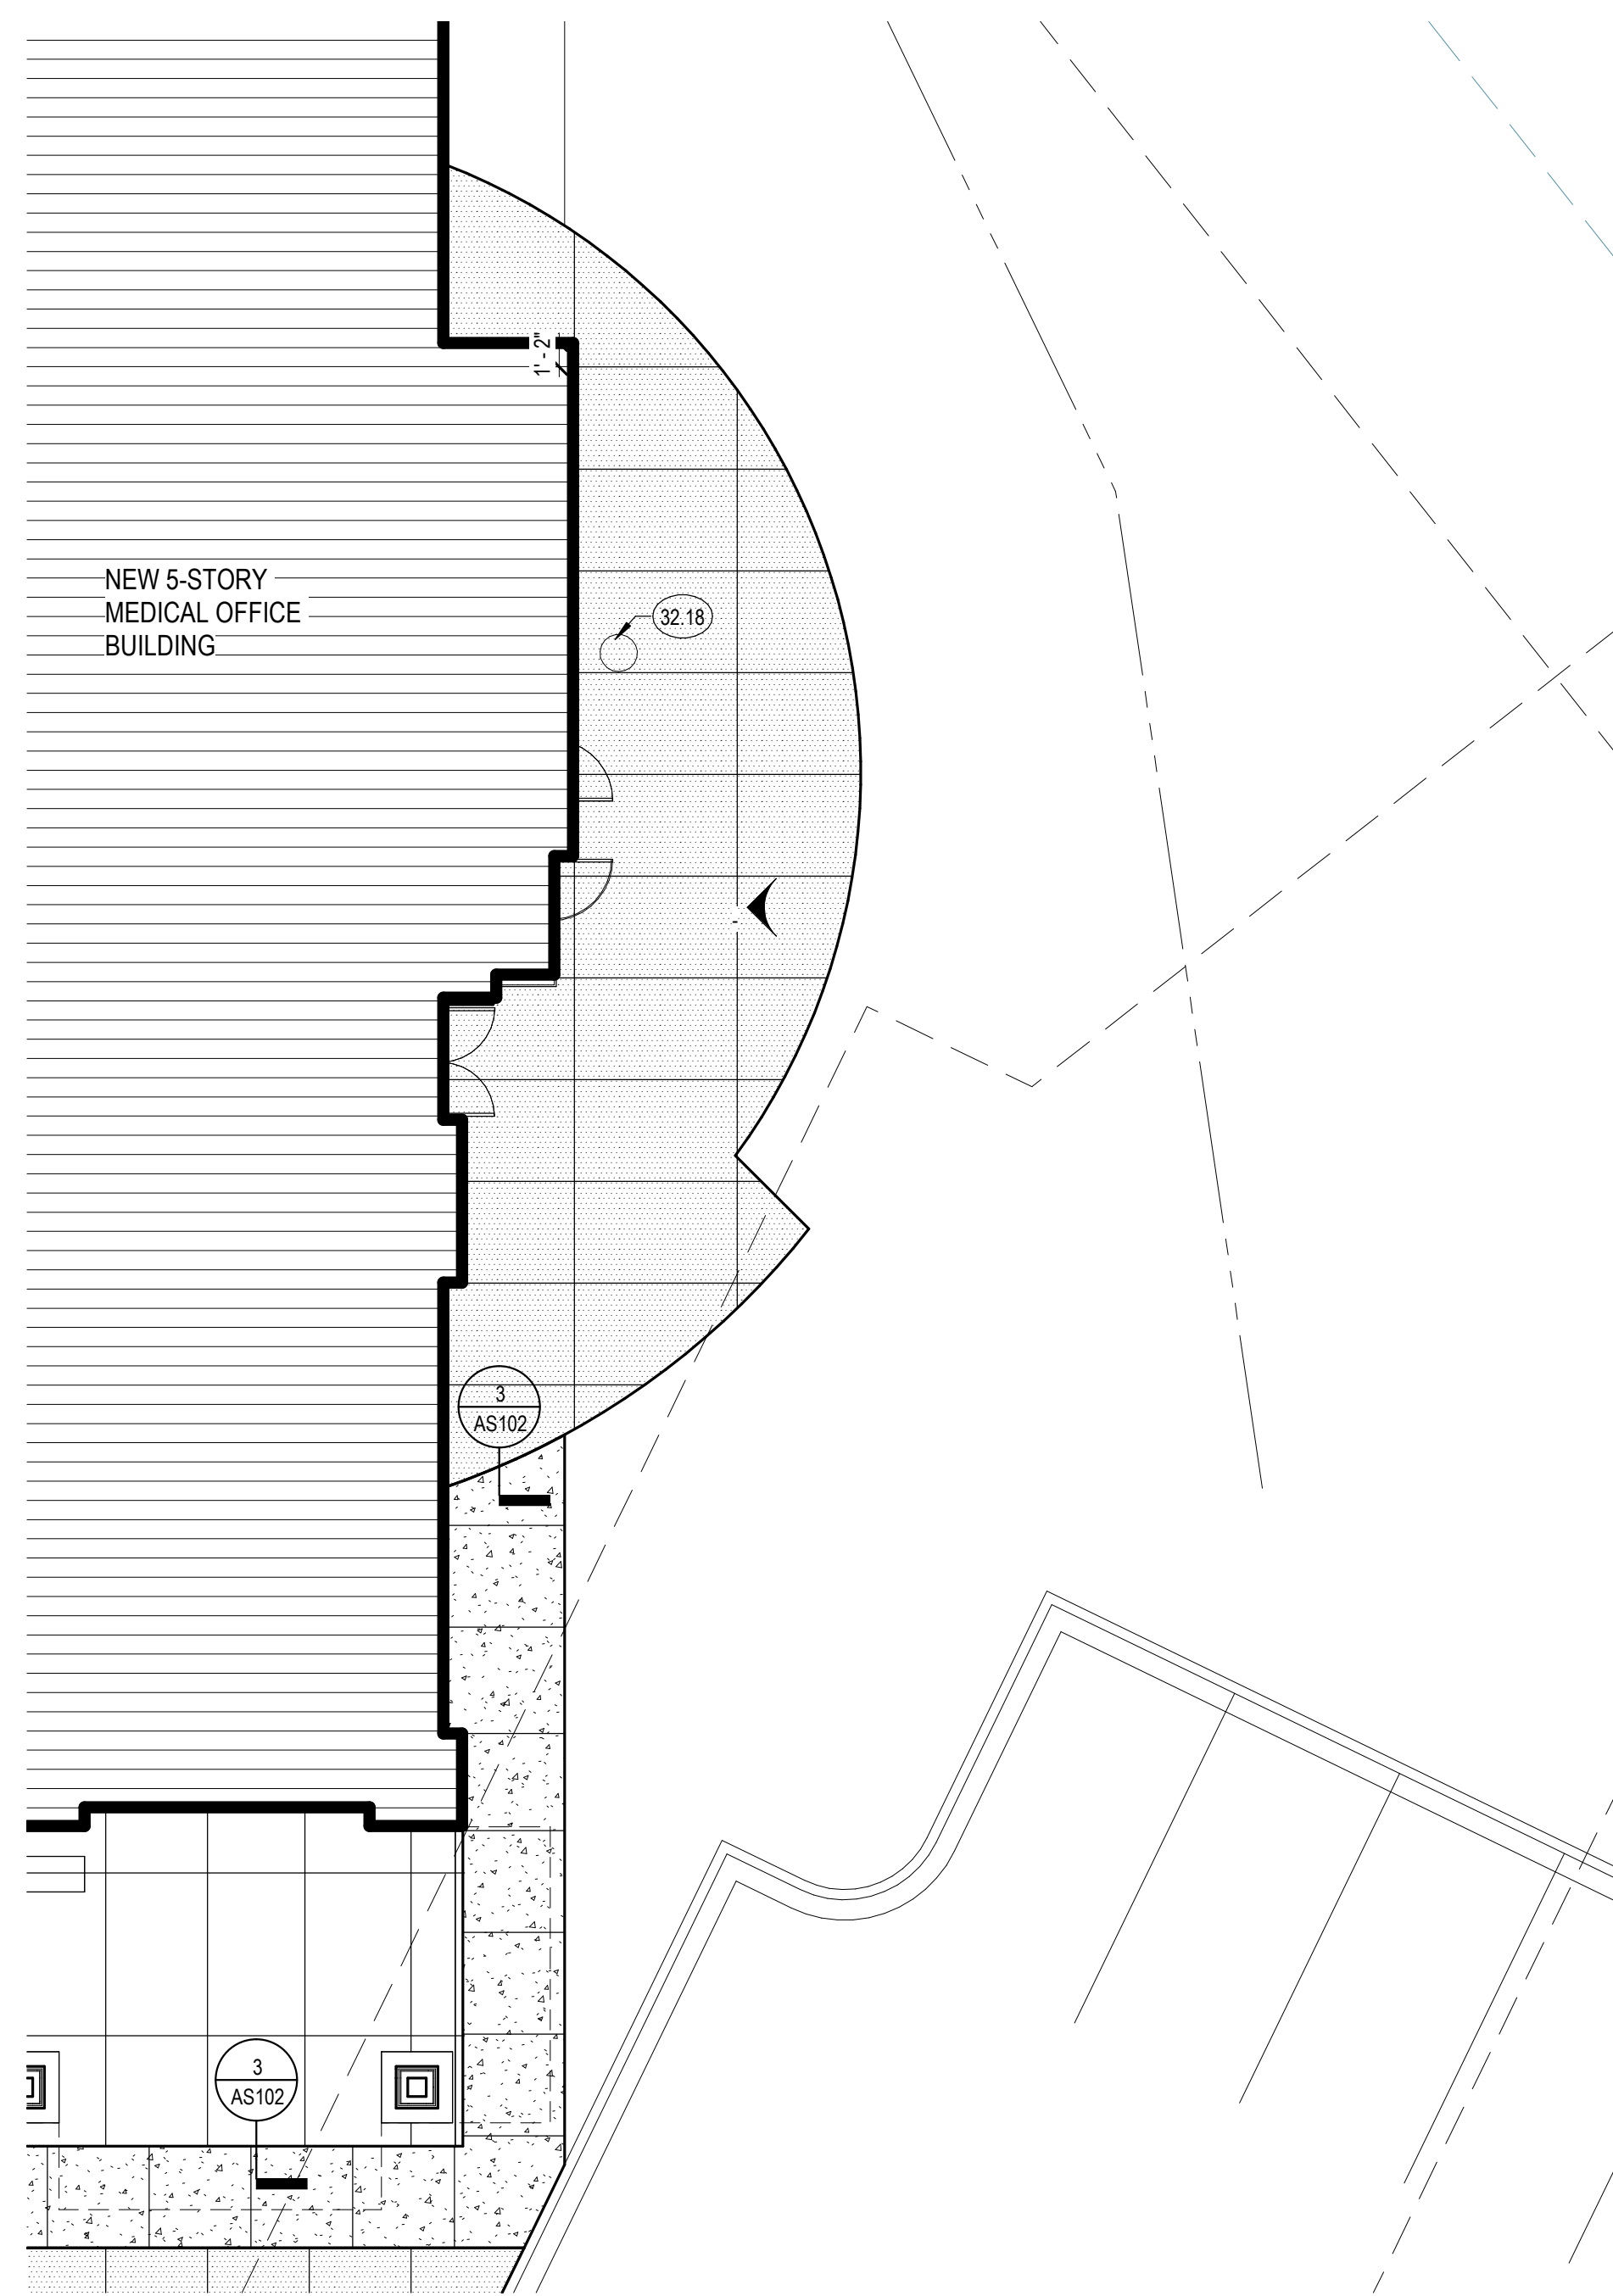 1' - 2"
NEW 5-STORY
MEDICAL OFFICE
BUILDING
32.18
-
3
AS102
3
AS102